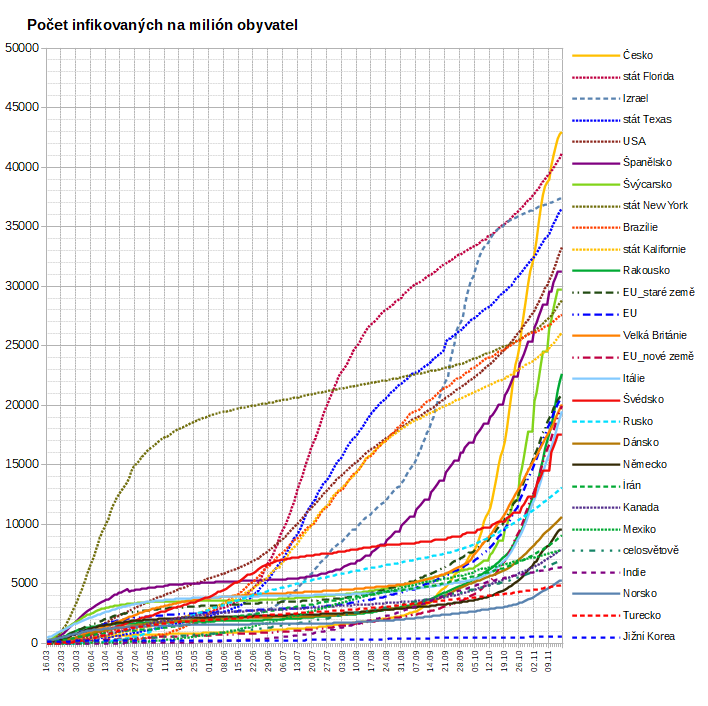 Počet infikovaných na milión obyvatel
50000
45000
40000
35000
30000
25000
20000
15000
10000
5000
0
16.03
23.03
30.03
06.04
13.04
20.04
27.04
04.05
11.05
18.05
25.05
01.06
08.06
15.06
22.06
29.06
06.07
13.07
20.07
27.07
03.08
10.08
17.08
24.08
31.08
07.09
14.09
21.09
28.09
05.10
12.10
19.10
26.10
02.11
09.11
Česko
stát Florida
Izrael
stát Texas
USA
Španělsko
Švýcarsko
stát New York
Brazílie
stát Kalifornie
Rakousko
EU_staré země
EU
Velká Británie
EU_nové země
Itálie
Švédsko
Rusko
Dánsko
Německo
Írán
Kanada
Mexiko
celosvětově
Indie
Norsko
Turecko
Jižní Korea